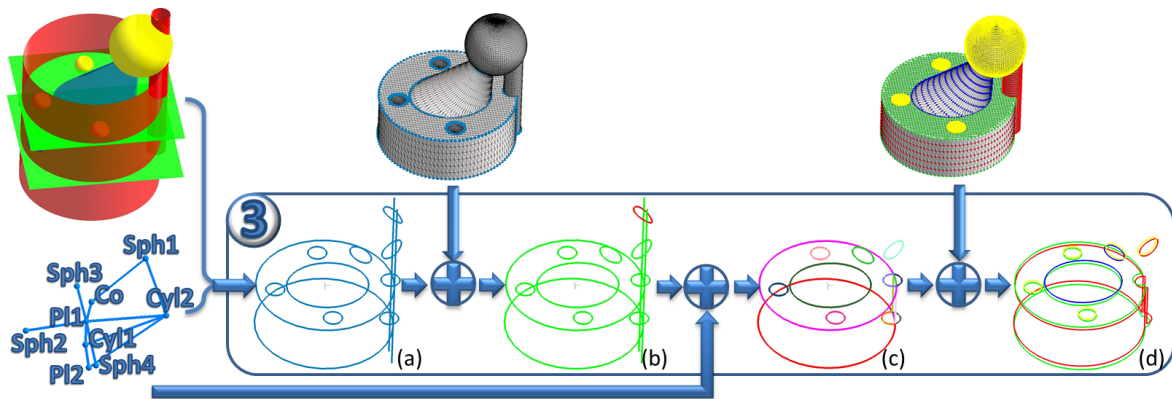 3
Sph1
Sph3
Co
Cyl2
Pl1
Sph2
Cyl1
Pl2
Sph4
(a)
(b)
(c)
(d)